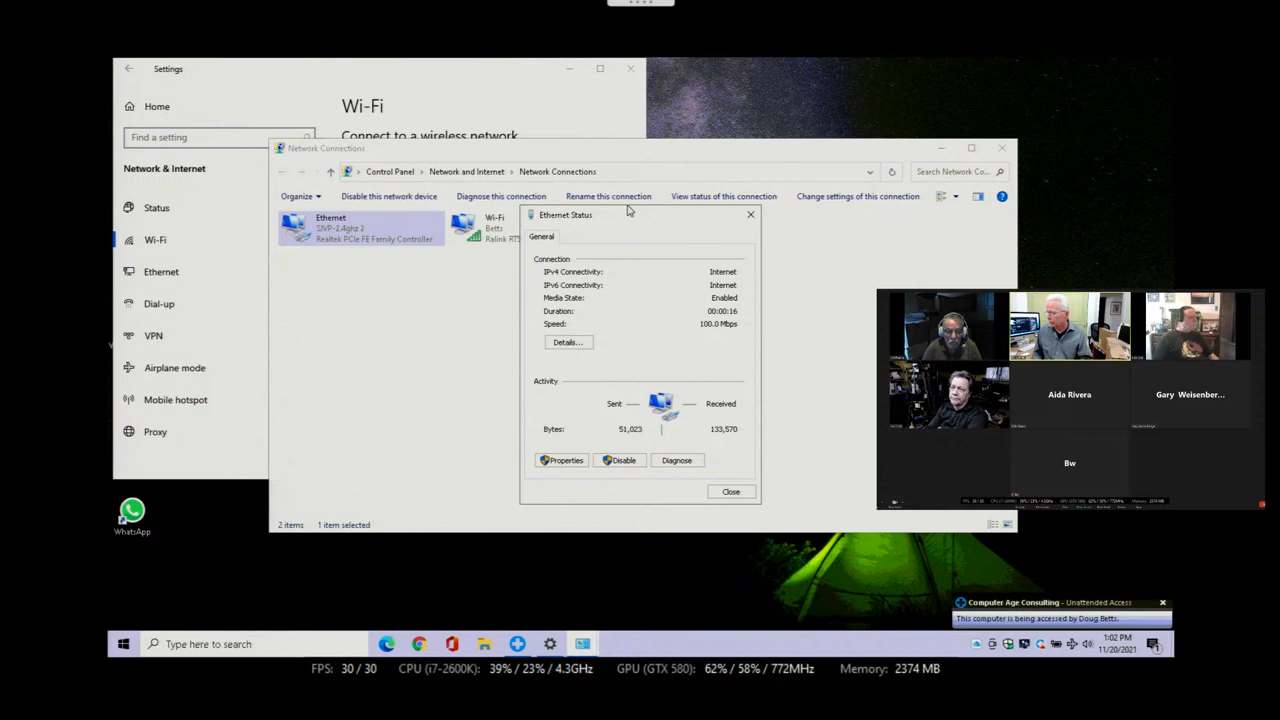 Settings
Home
Find a setting
Network & Internet
Status
Wi-Fi
Ethernet
Dial-up
VPN
Airplane mode
Mobile hotspot
Proxy
Wi-Fi
Connect to a wireless network
Network Connections
Control Panel > Network and Internet > Network Connections
Search Network Co...
Organize
Disable this network device
Diagnose this connection
Rename this connection
View status of this connection
Change settings of this connection
Ethernet
SJVP-2.4ghz 2
Realtek PCIe FE Family Controller
Wi-Fi
Betts
Ralink RT5
Ethernet Status
General
Connection
IPv4 Connectivity: Internet
IPv6 Connectivity: Internet
Media State: Enabled
Duration: 00:00:16
Speed: 100.0 Mbps
Details...
Activity
Sent Received
Bytes: 51,023 133,570
Properties Disable Diagnose
Close
2 items 1 item selected
Aida Rivera
Gary Weisenber...
Bw
WhatsApp
Computer Age Consulting - Unattended Access
This computer is being accessed by Doug Betts.
Type here to search
1:02 PM
11/20/2021
FPS: 30 / 30 CPU (i7-2600K): 39% / 23% / 4.3GHz GPU (GTX 580): 62% / 58% / 772MHz Memory: 2374 MB